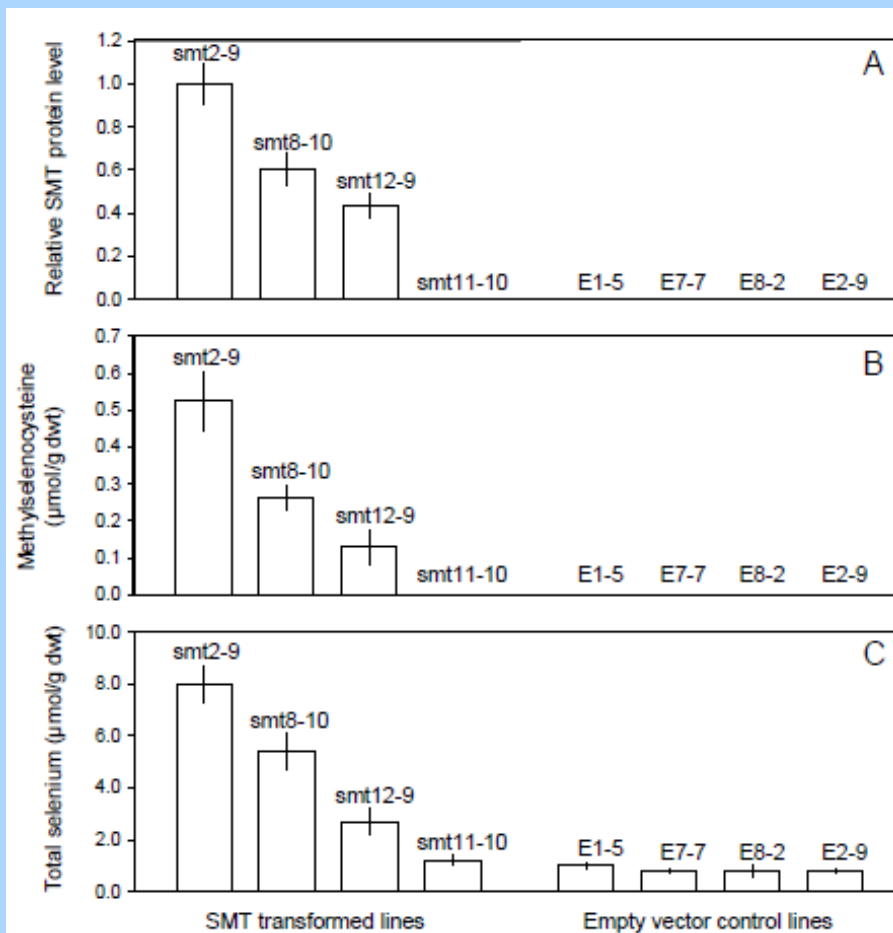 A
Relative SMT protein level
1.2
1.0
0.8
0.6
0.4
0.2
0.0
smt2-9
smt8-10
smt12-9
smt11-10
E1-5 E7-7 E8-2 E2-9
B
Methylselenocysteine
(µmol/g dwt)
0.7
0.6
0.5
0.4
0.3
0.2
0.1
0.0
smt2-9
smt8-10
smt12-9
smt11-10
E1-5 E7-7 E8-2 E2-9
C
Total selenium (µmol/g dwt)
10.0
8.0
6.0
4.0
2.0
0.0
smt2-9
smt8-10
smt12-9
smt11-10
E1-5 E7-7 E8-2 E2-9
SMT transformed lines
Empty vector control lines